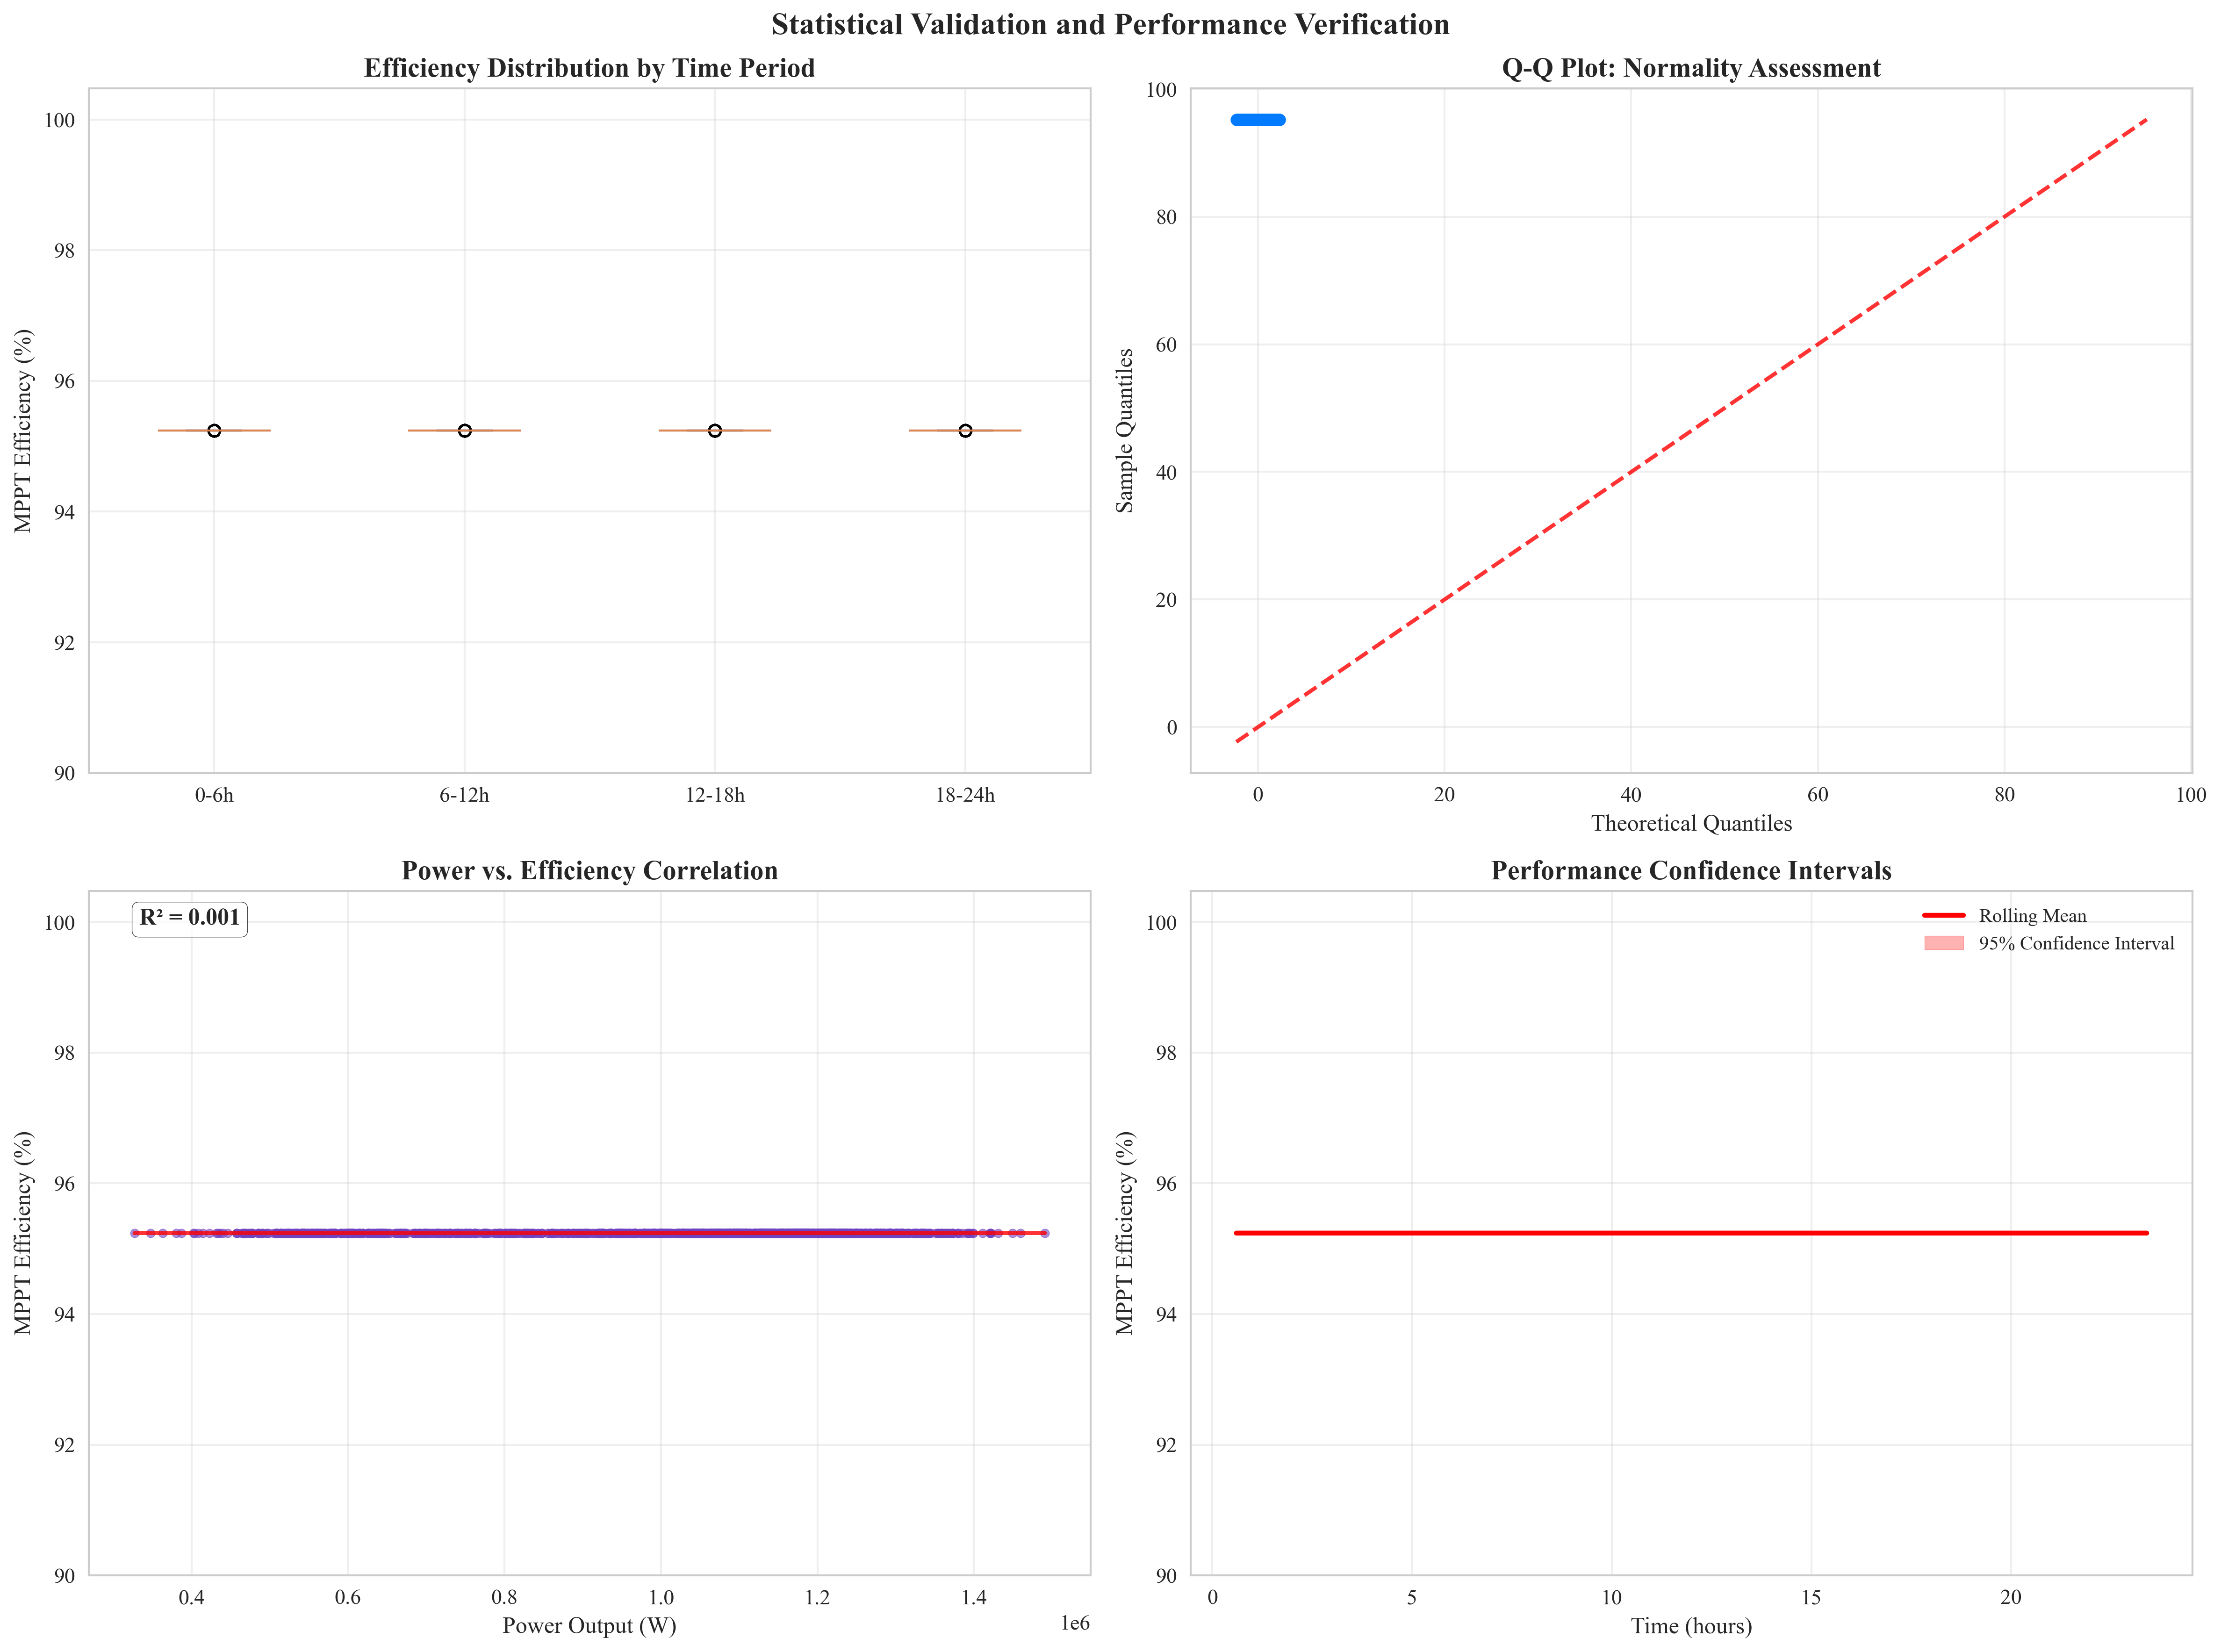 Statistical Validation and Performance Verification
Efficiency Distribution by Time Period
MPPT Efficiency (%)
100
98
96
94
92
90
0-6h
6-12h
12-18h
18-24h
Q-Q Plot: Normality Assessment
Sample Quantiles
100
80
60
40
20
0
0
20
40
60
80
100
Theoretical Quantiles
Power vs. Efficiency Correlation
R² = 0.001
MPPT Efficiency (%)
100
98
96
94
92
90
0.4
0.6
0.8
1.0
1.2
1.4
1e6
Power Output (W)
Performance Confidence Intervals
Rolling Mean
95% Confidence Interval
MPPT Efficiency (%)
100
98
96
94
92
90
0
5
10
15
20
Time (hours)